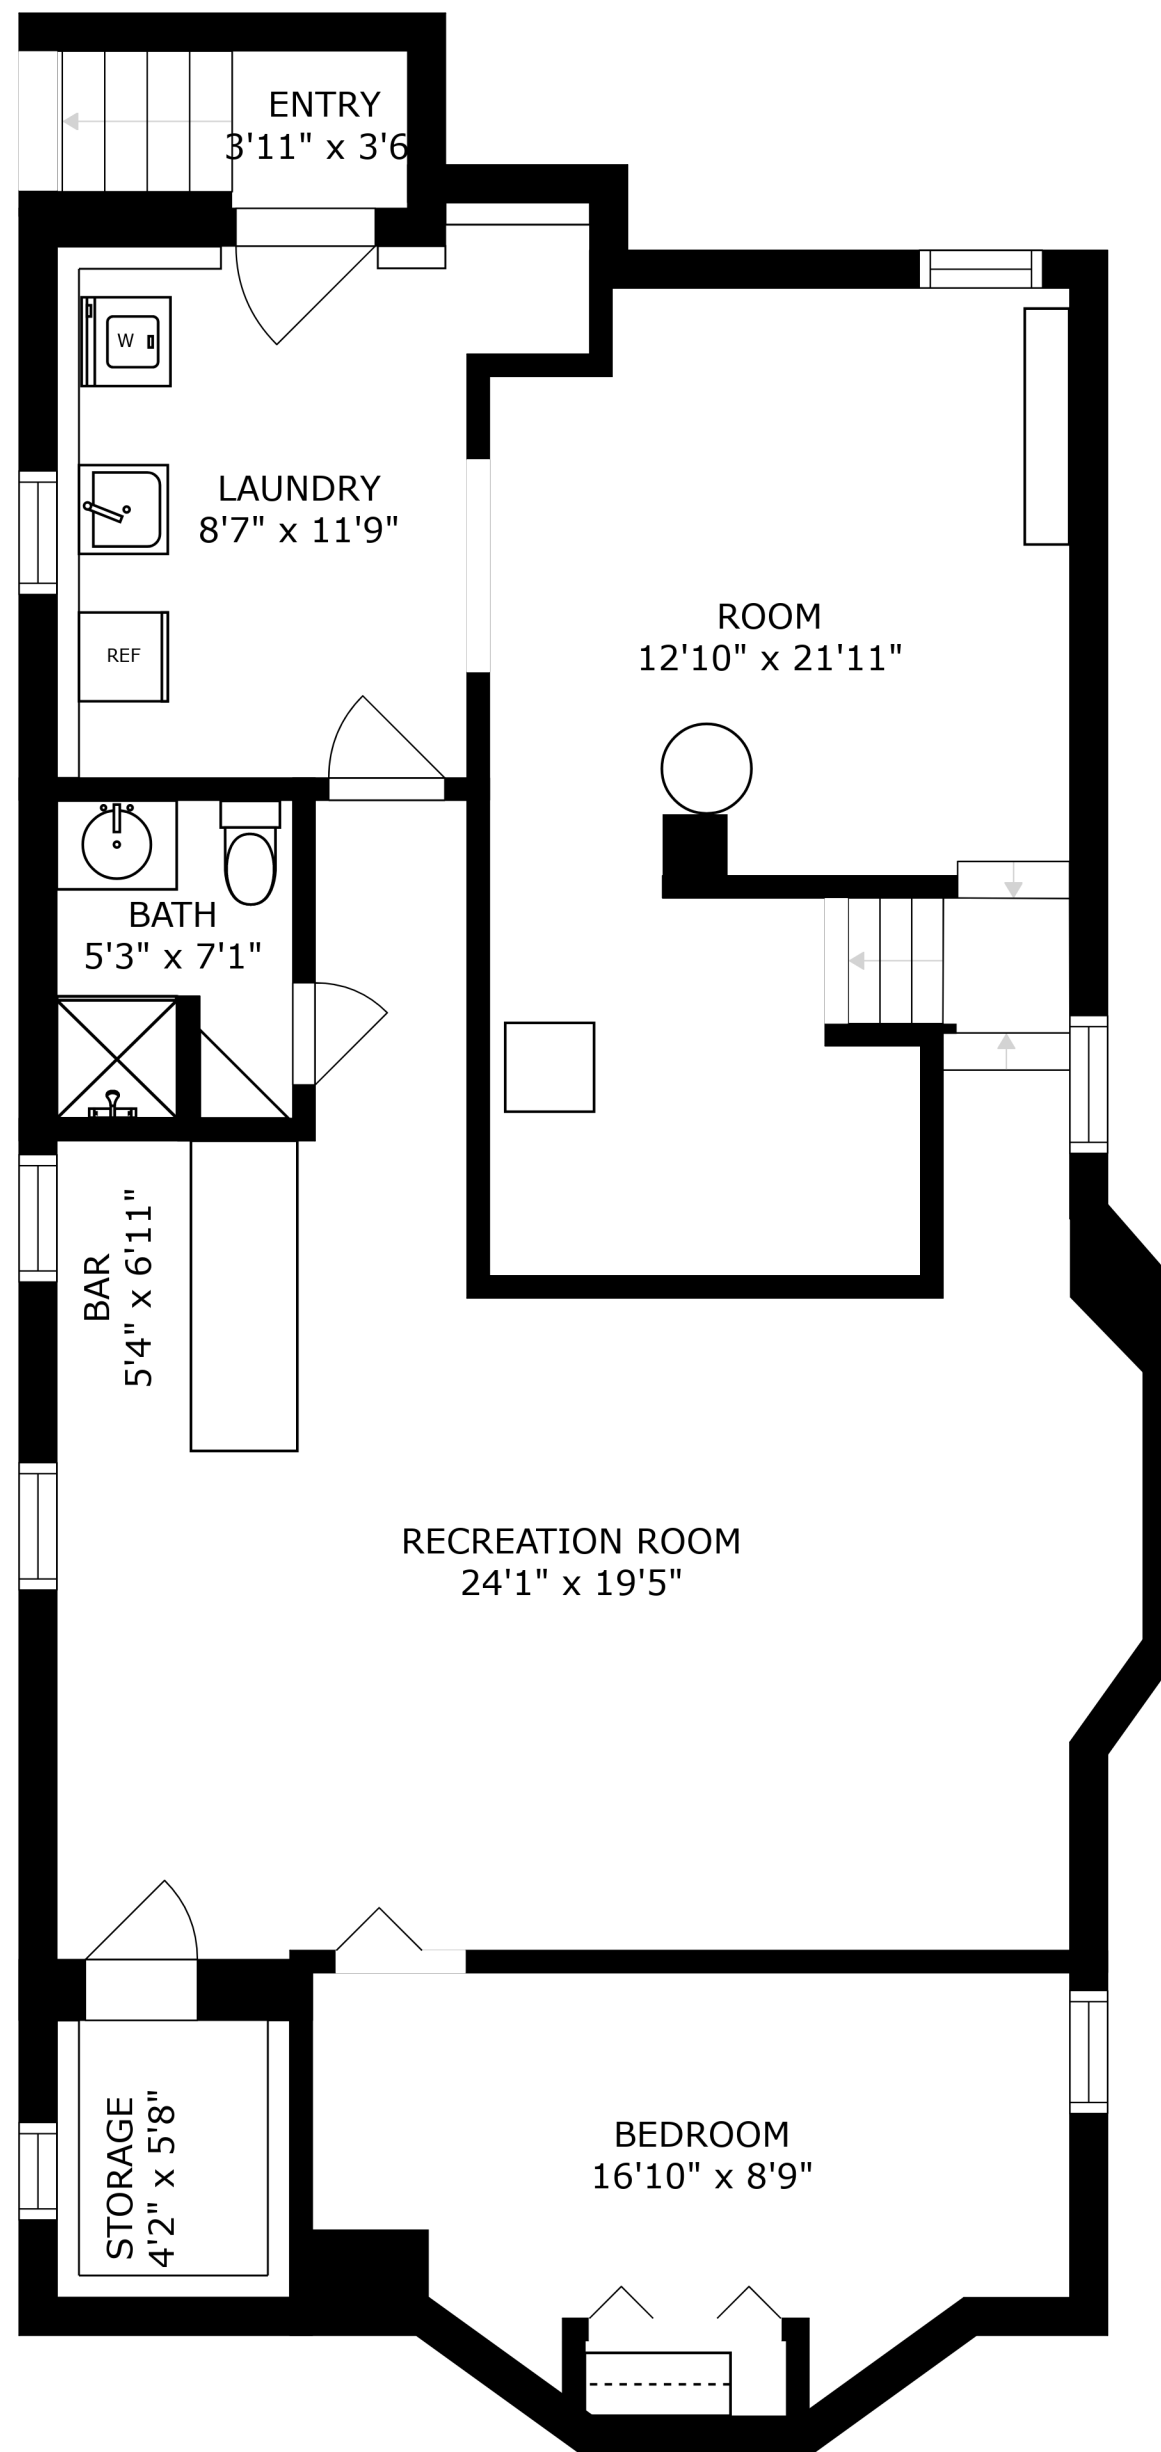 ENTRY
3'11" x 3'6
W
LAUNDRY
8'7" x 11'9"
REF
ROOM
12'10" x 21'11"
BATH
5'3" x 7'1"
BAR
5'4" x 6'11"
RECREATION ROOM
24'1" x 19'5"
STORAGE
4'2" x 5'8"
BEDROOM
16'10" x 8'9"